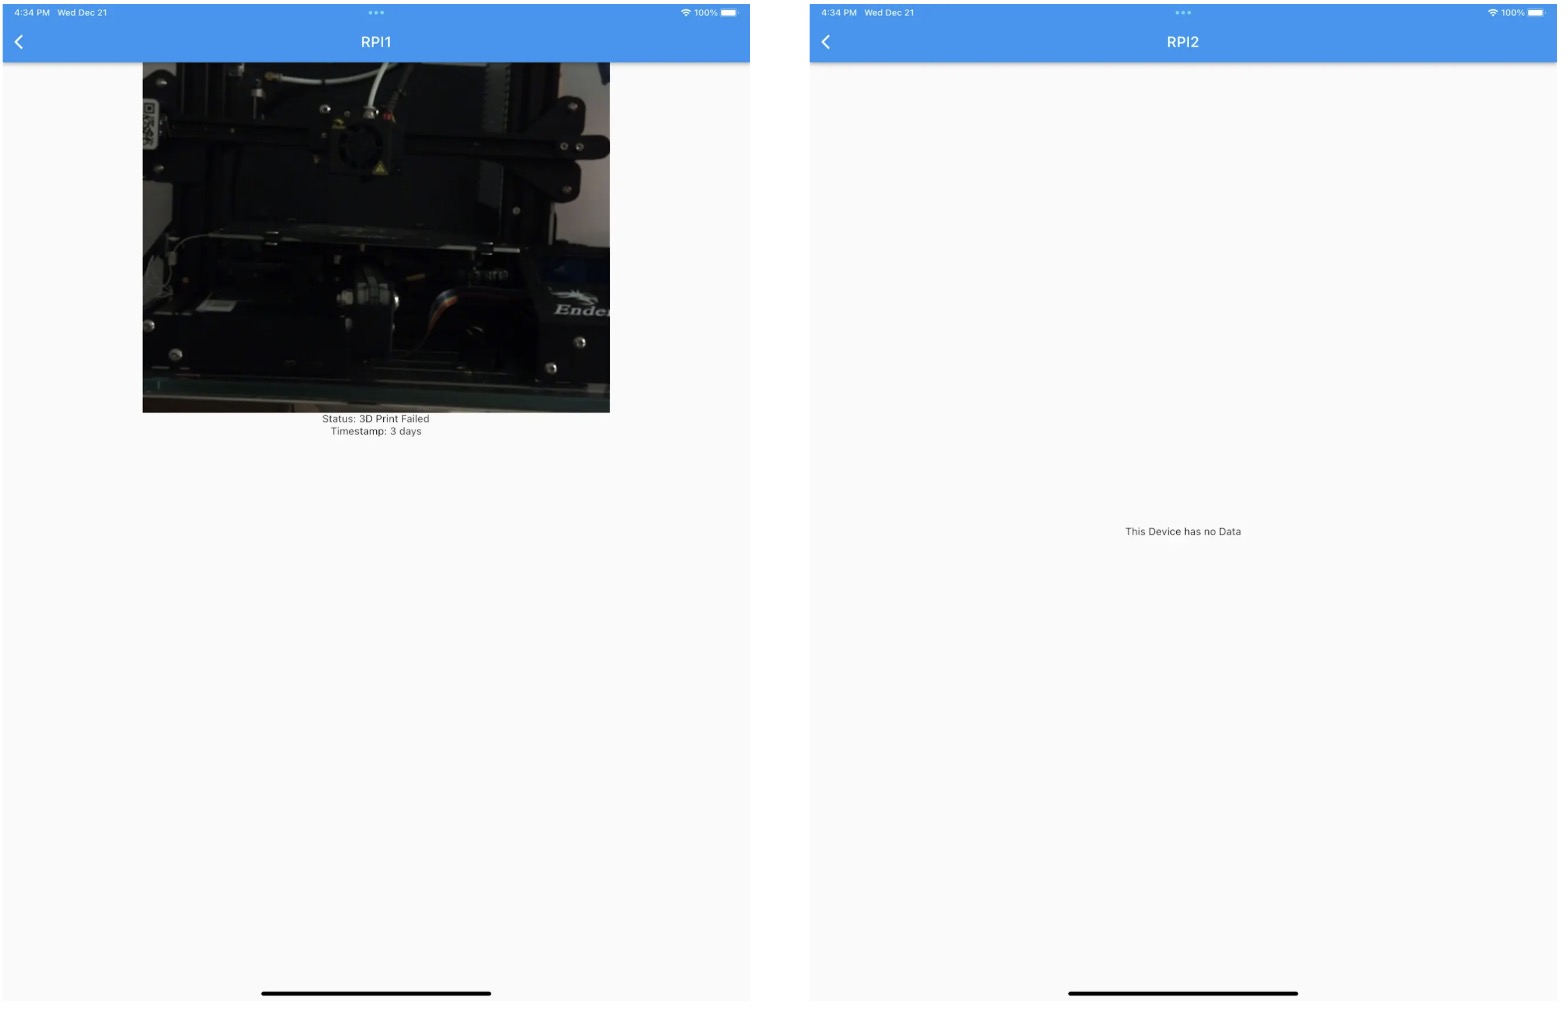 4:34 PM Wed Dec 21
100%
RPI1
Status: 3D Print Failed
Timestamp: 3 days
4:34 PM Wed Dec 21
100%
RPI2
This Device has no Data